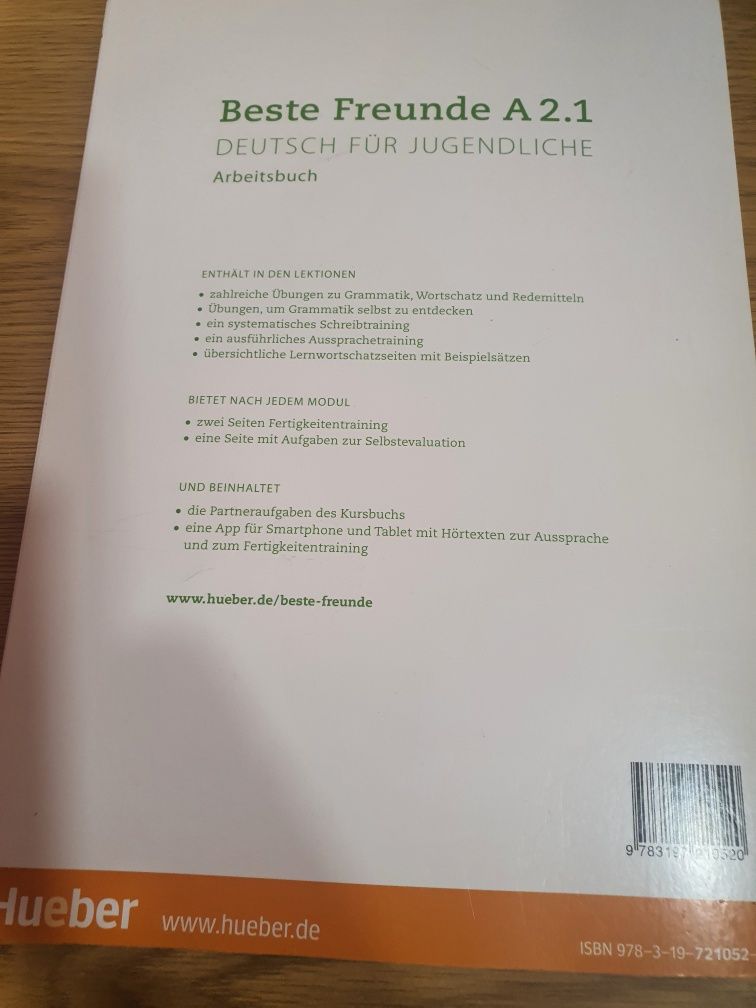 Beste Freunde A 2.1
DEUTSCH FÜR JUGENDLICHE
Arbeitsbuch
ENTHÄLT IN DEN LEKTIONEN
• zahlreiche Übungen zu Grammatik, Wortschatz und Redemitteln
• Übungen, um Grammatik selbst zu entdecken
• ein systematisches Schreibtraining
• ein ausführliches Aussprachetraining
• übersichtliche Lernwortschatzseiten mit Beispielsätzen
BIETET NACH JEDEM MODUL
• zwei Seiten Fertigkeitentraining
• eine Seite mit Aufgaben zur Selbstevaluation
UND BEINHALTET
• die Partneraufgaben des Kursbuchs
• eine App für Smartphone und Tablet mit Hörtexten zur Aussprache
und zum Fertigkeitentraining
www.hueber.de/beste-freunde
9 783197 210520
Hueber www.hueber.de
ISBN 978–3–19–721052–